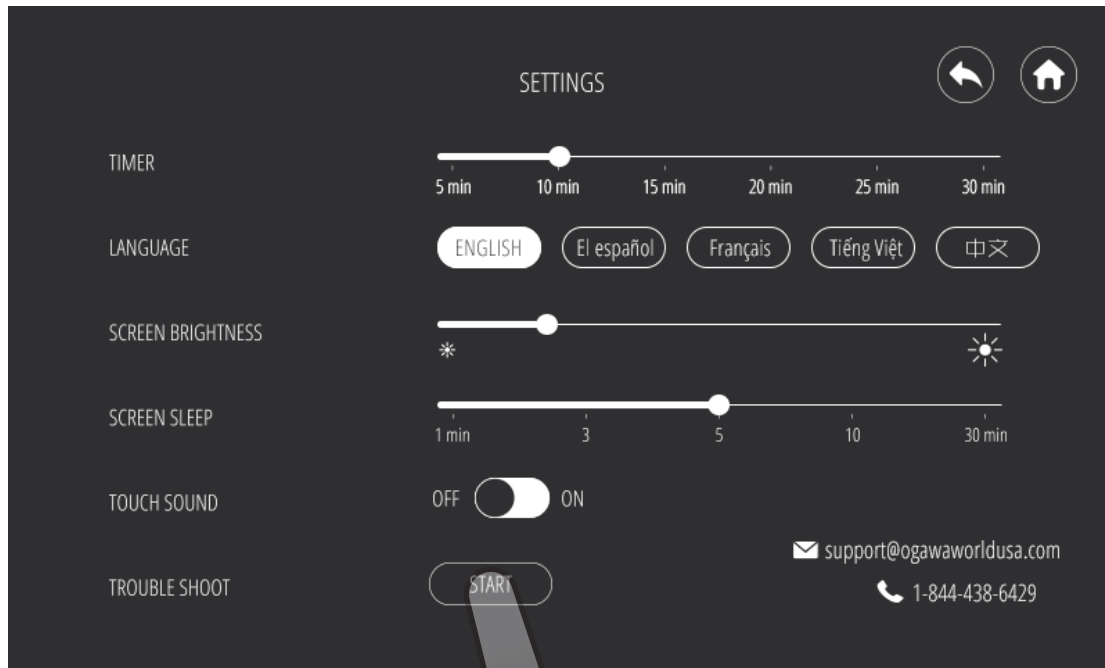 SETTINGS
TIMER
5 min 10 min 15 min 20 min 25 min 30 min
LANGUAGE ENGLISH El español Français Tiếng Việt 中文
SCREEN BRIGHTNESS
SCREEN SLEEP
1 min 3 5 10 30 min
TOUCH SOUND OFF ON
support@ogawaworldusa.com
TROUBLE SHOOT START 1-844-438-6429